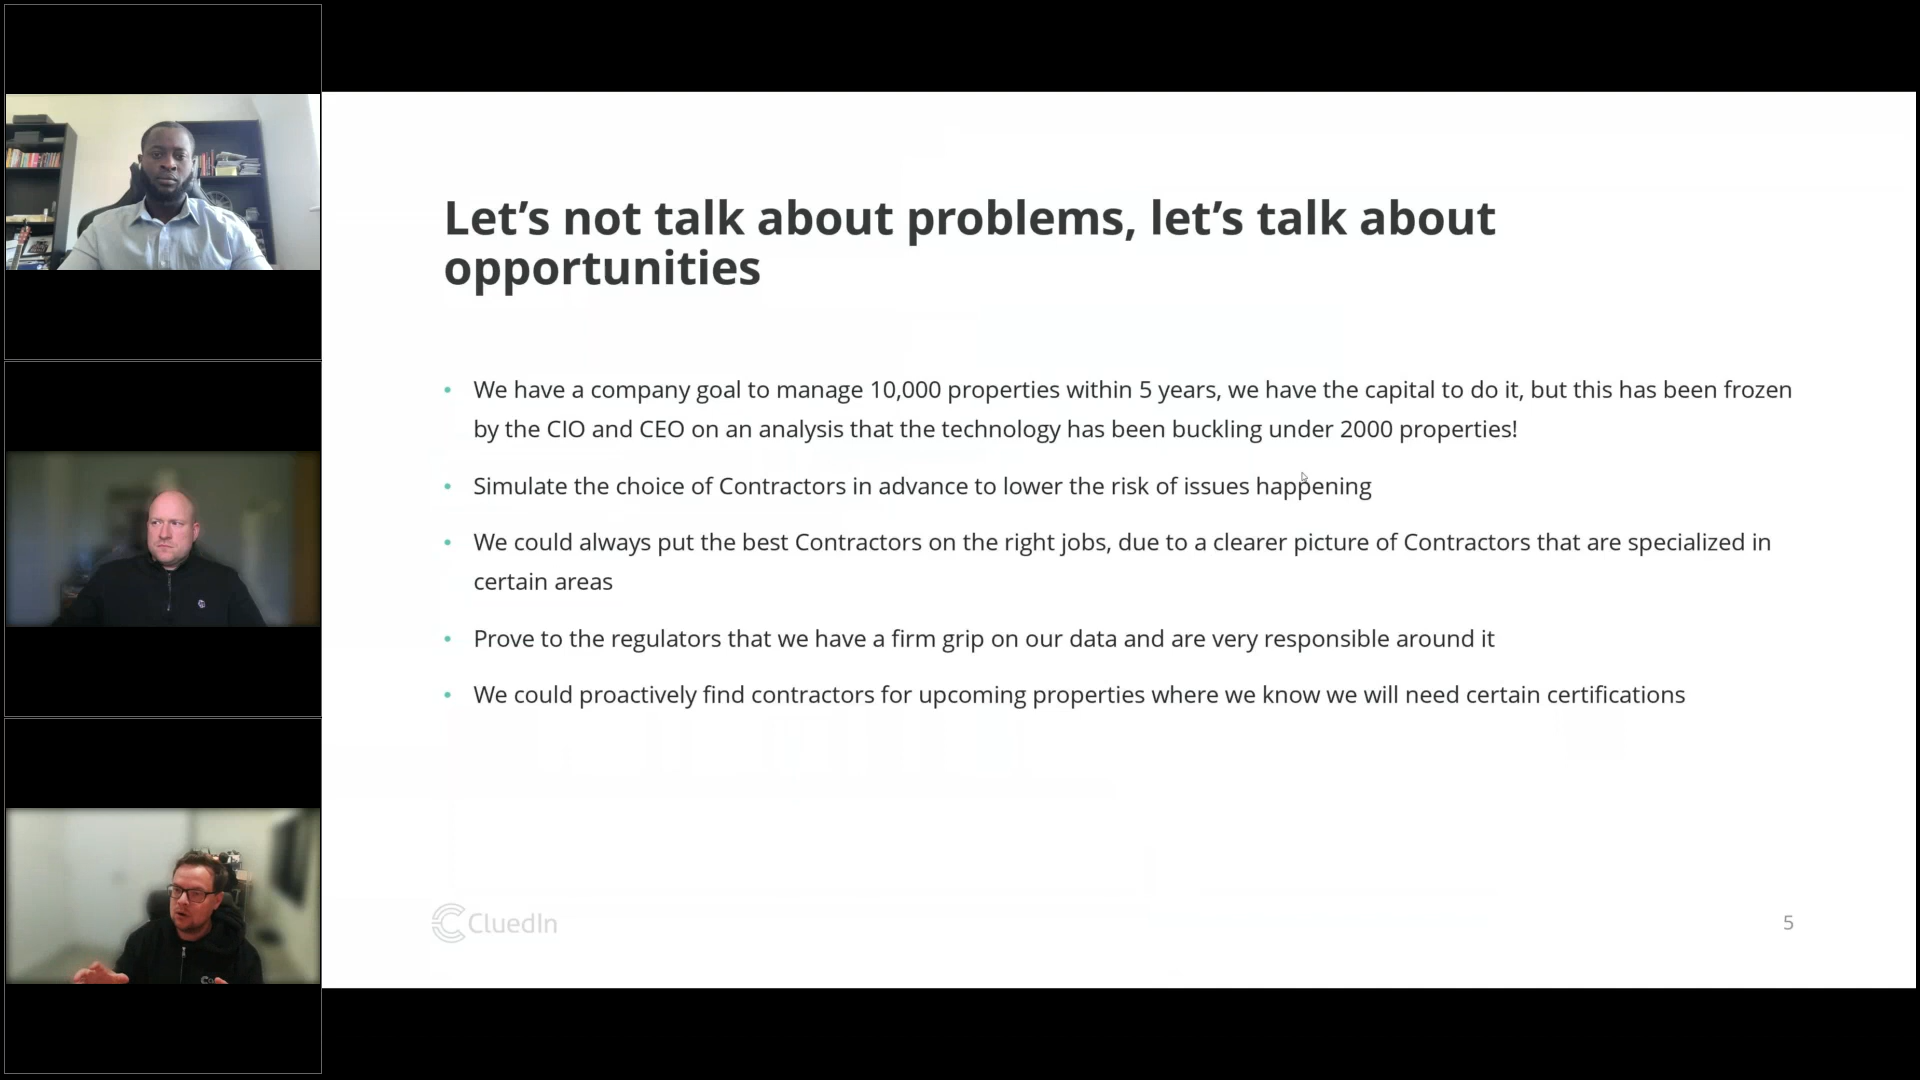 Let’s not talk about problems, let’s talk about
opportunities
• We have a company goal to manage 10,000 properties within 5 years, we have the capital to do it, but this has been frozen
by the CIO and CEO on an analysis that the technology has been buckling under 2000 properties!
• Simulate the choice of Contractors in advance to lower the risk of issues happening
• We could always put the best Contractors on the right jobs, due to a clearer picture of Contractors that are specialized in
certain areas
• Prove to the regulators that we have a firm grip on our data and are very responsible around it
• We could proactively find contractors for upcoming properties where we know we will need certain certifications
CluedIn
5